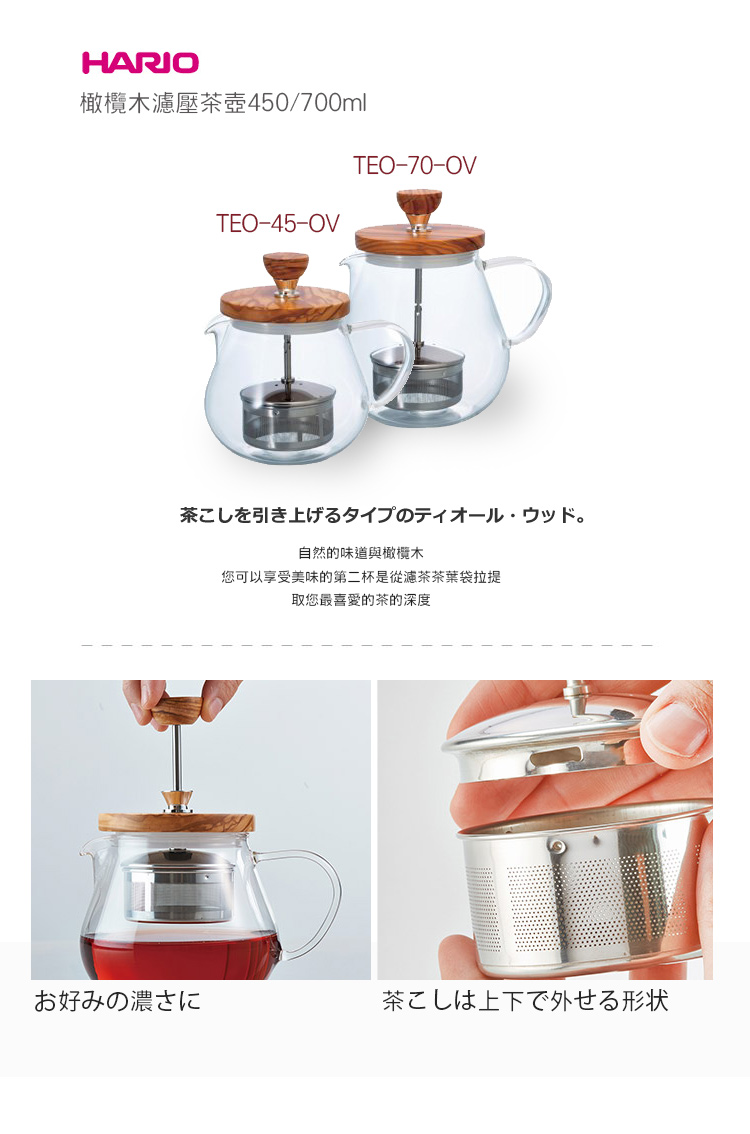 HARIO
橄欖木濾壓茶壺450/700ml
TEO-70-OV
TEO-45-OV
茶こしを引き上げるタイプのティオール・ウッド。
自然的味道與橄欖木
您可以享受美味的第二杯是從濾茶茶葉袋拉提
取您最喜愛的茶的深度
お好みの濃さに
茶こしは上下で外せる形状